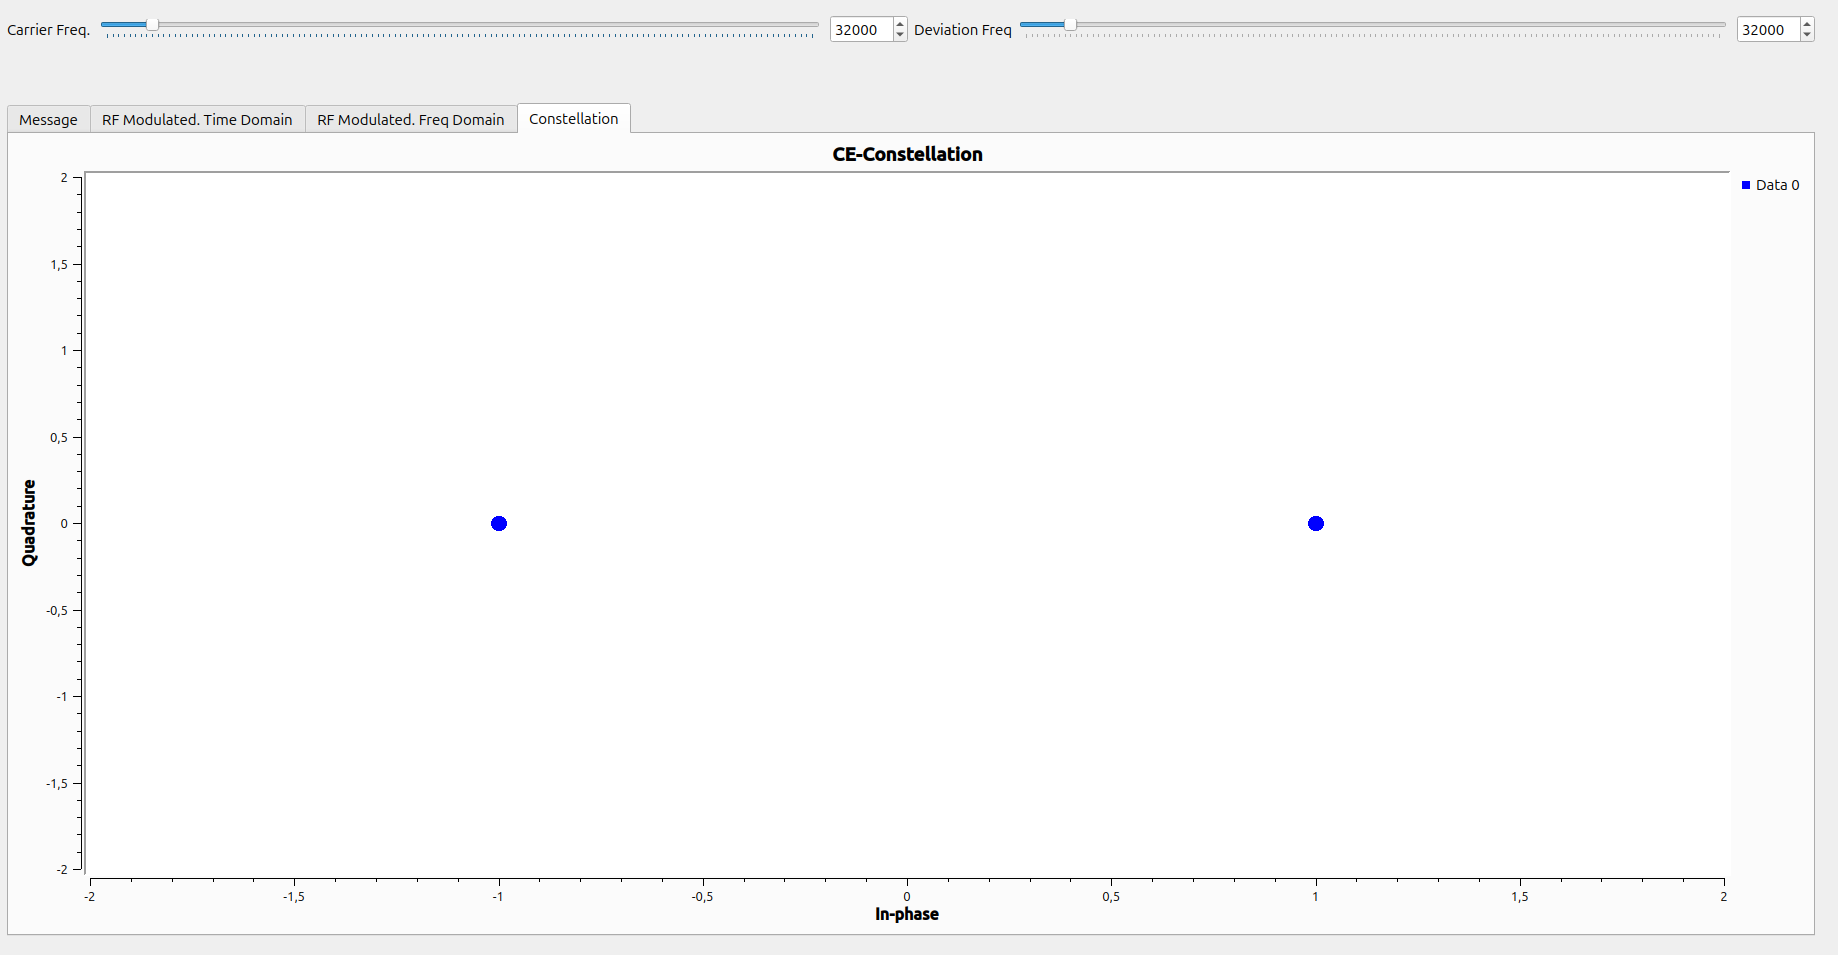 Carrier Freq. 32000 Deviation Freq 32000
Message RF Modulated. Time Domain RF Modulated. Freq Domain Constellation
CE-Constellation
Data 0
Quadrature
2
1,5
1
0,5
0
-0,5
-1
-1,5
-2
-2 -1,5 -1 -0,5 0 0,5 1 1,5 2
In-phase